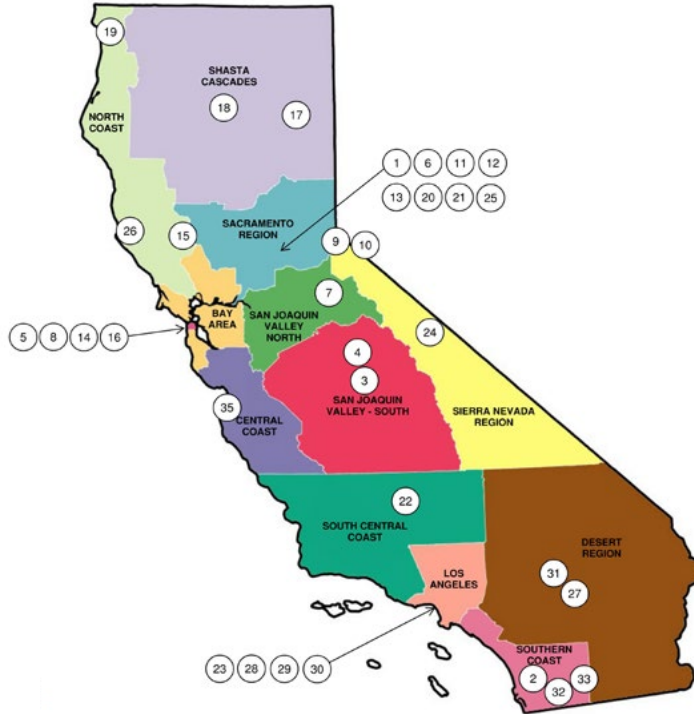 19
SHASTA
CASCADES
18
17
NORTH
COAST
1 6 11 12
13 20 21 25
SACRAMENTO
REGION
26
15
9
10
7
BAY
AREA
SAN JOAQUIN
VALLEY
NORTH
5 8 14 16
24
4
3
SAN JOAQUIN
VALLEY - SOUTH
35
CENTRAL
COAST
SIERRA NEVADA
REGION
22
SOUTH CENTRAL
COAST
DESERT
REGION
LOS
ANGELES
31
27
23 28 29 30
SOUTHERN
COAST
2
32
33